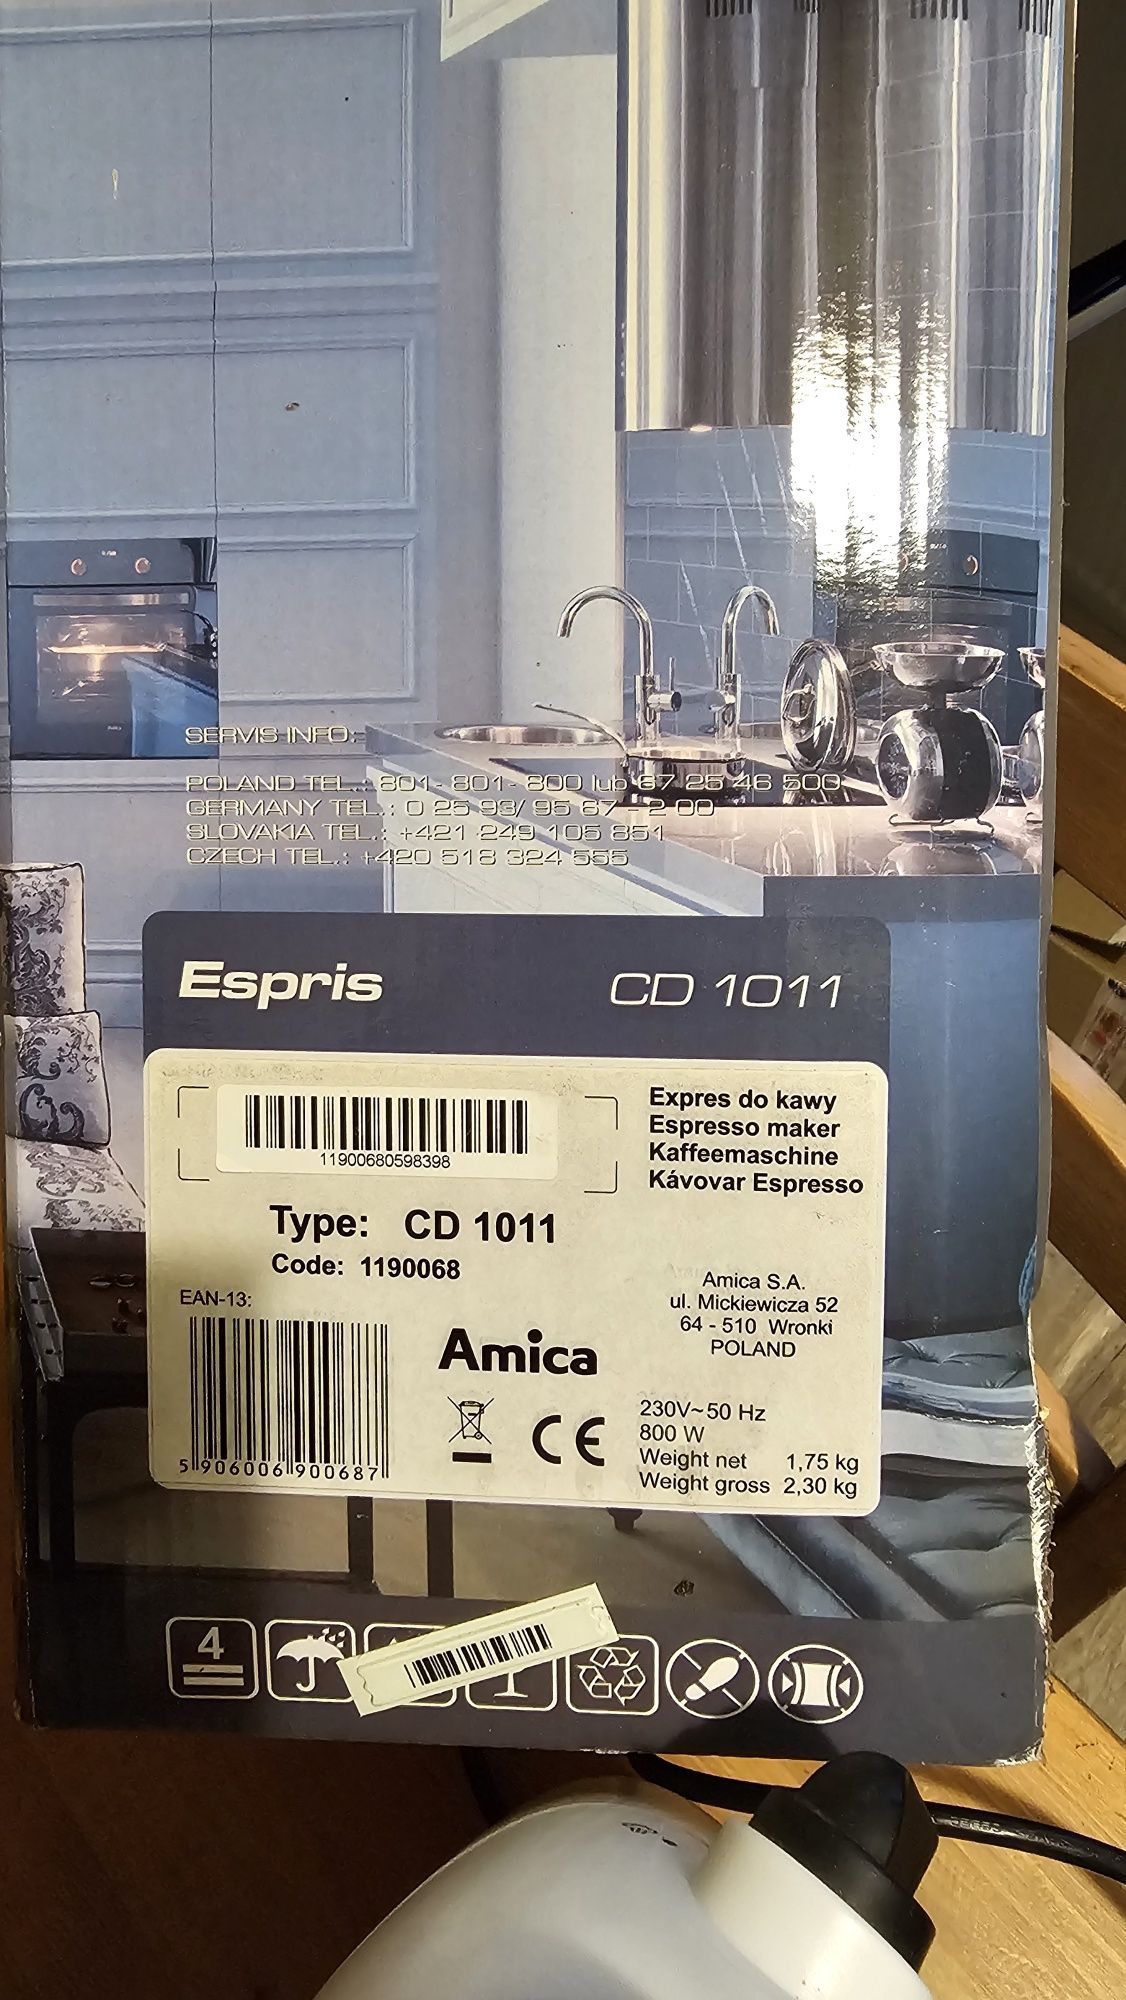 SERVIS INFO:
POLAND TEL.: 801- 801- 800 lub 67 25 46 500
GERMANY TEL.: 0 25 93/ 95 67 - 2 00
SLOVAKIA TEL.: +421 249 105 851
CZECH TEL.: +420 518 324 555
Espris CD 1011
11900680598398
Expres do kawy
Espresso maker
Kaffeemaschine
Kávovar Espresso
Type: CD 1011
Code: 1190068
EAN-13:
5 906006 900687
Amica
CE
Amica S.A.
ul. Mickiewicza 52
64 - 510 Wronki
POLAND
230V~50 Hz
800 W
Weight net 1,75 kg
Weight gross 2,30 kg
4